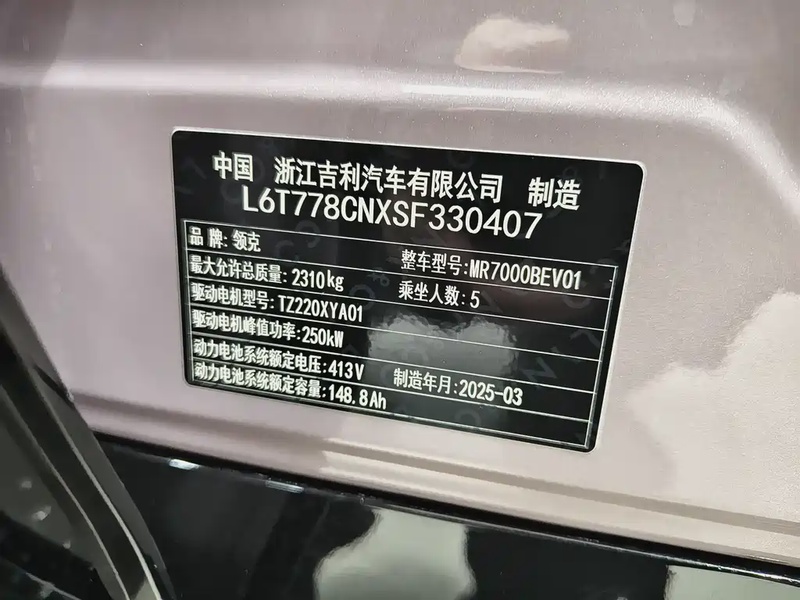 中国 浙江吉利汽车有限公司 制造
L6T778CNXSF330407
品 牌: 领克 整车型号:MR7000BEV01
最大允许总质量: 2310kg 乘坐人数: 5
驱动电机型号: TZ220XYA01
驱动电机峰值功率:250kW
动力电池系统额定电压:413V 制造年月:2025-03
动力电池系统额定容量:148.8Ah